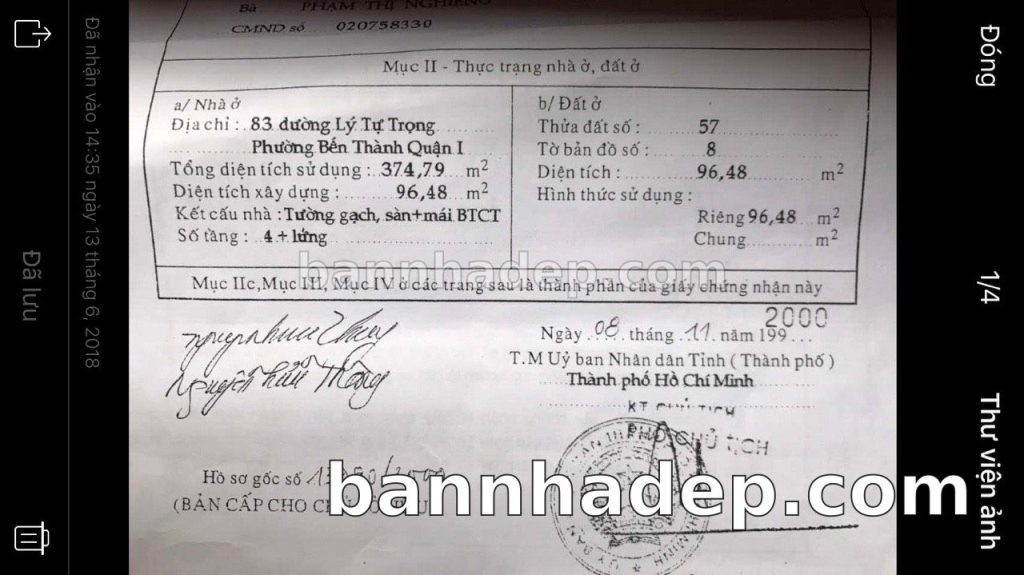 Bà PHẠM THỊ NGHIÊNG
CMND số 020758330
Mục II - Thực trạng nhà ở, đất ở
a/ Nhà ở
Địa chỉ : 83 đường Lý Tự Trọng
Phường Bến Thành Quận I
Tổng diện tích sử dụng : 374,79 m2
Diện tích xây dựng : 96,48 m2
Kết cấu nhà : Tường gạch, sàn+mái BTCT
Số tầng : 4 + lửng
b/ Đất ở
Thửa đất số : 57
Tờ bản đồ số : 8
Diện tích : 96,48 m2
Hình thức sử dụng :
Riêng 96,48 m2
Chung m2
bannhadep.com
Mục IIc, Mục III, Mục IV ở các trang sau là thành phần của giấy chứng nhận này
Ngày 08 tháng 11 năm 199... 2000
T.M Uỷ ban Nhân dân Tỉnh ( Thành phố )
Thành phố Hồ Chí Minh
KT CHỦ TỊCH
PHÓ CHỦ TỊCH
Nguyễn Hữu Thông
Hồ sơ gốc số
(BẢN CẤP CHO
bannhadep.com
Đã nhận vào 14:35 ngày 13 tháng 6, 2018
Đã lưu
Đóng
1/4
Thư viện ảnh